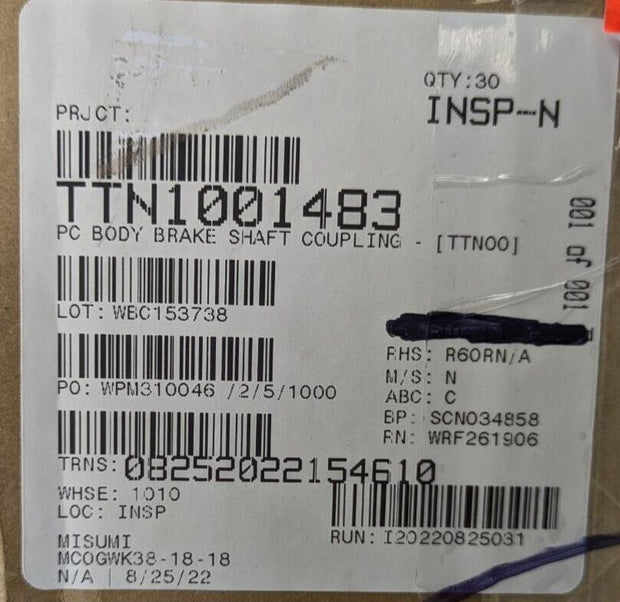 QTY:30
INSP-N
PRJCT:
TTN1001483
PC BODY BRAKE SHAFT COUPLING - [TTN00]
001 of 001
LOT: WBC153738
RHS: R60RN/A
M/S: N
PO: WPM310046 /2/5/1000
ABC: C
BP: SCN034858
RN: WRF261906
TRNS: 08252022154610
WHSE: 1010
LOC: INSP
RUN: I20220825031
MISUMI
MCOGWK38-18-18
N/A | 8/25/22